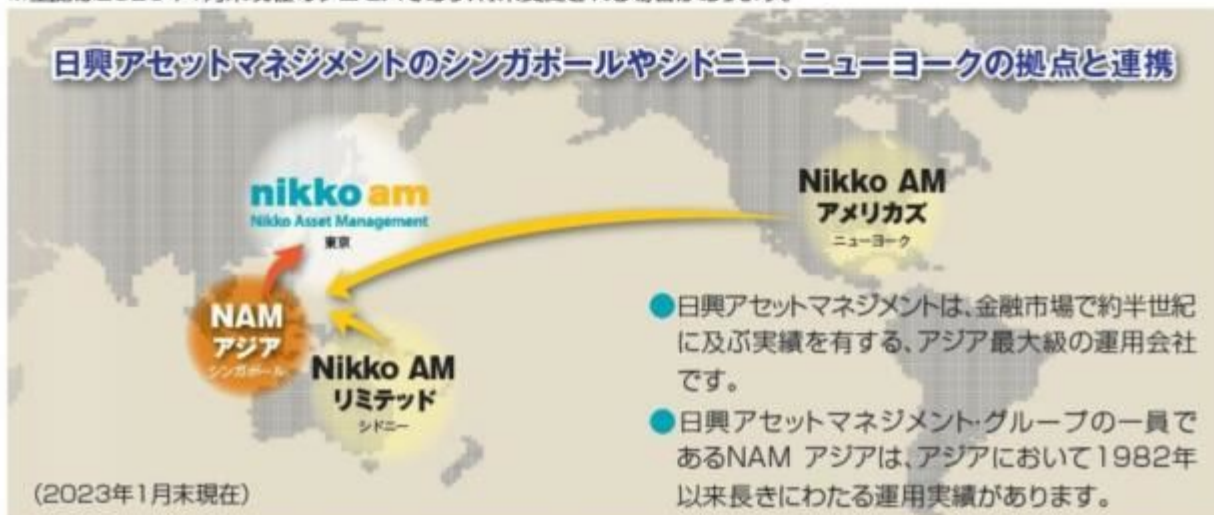 日興アセットマネジメントのシンガポールやシドニー、ニューヨークの拠点と連携
nikko am
Nikko Asset Management
東京
Nikko AM
アメリカズ
ニューヨーク
NAM
アジア
シンガポール
Nikko AM
リミテッド
シドニー
●日興アセットマネジメントは、金融市場で約半世紀
に及ぶ実績を有する、アジア最大級の運用会社
です。
●日興アセットマネジメント・グループの一員で
あるNAM アジアは、アジアにおいて1982年
以来長きにわたる運用実績があります。
(2023年1月末現在)